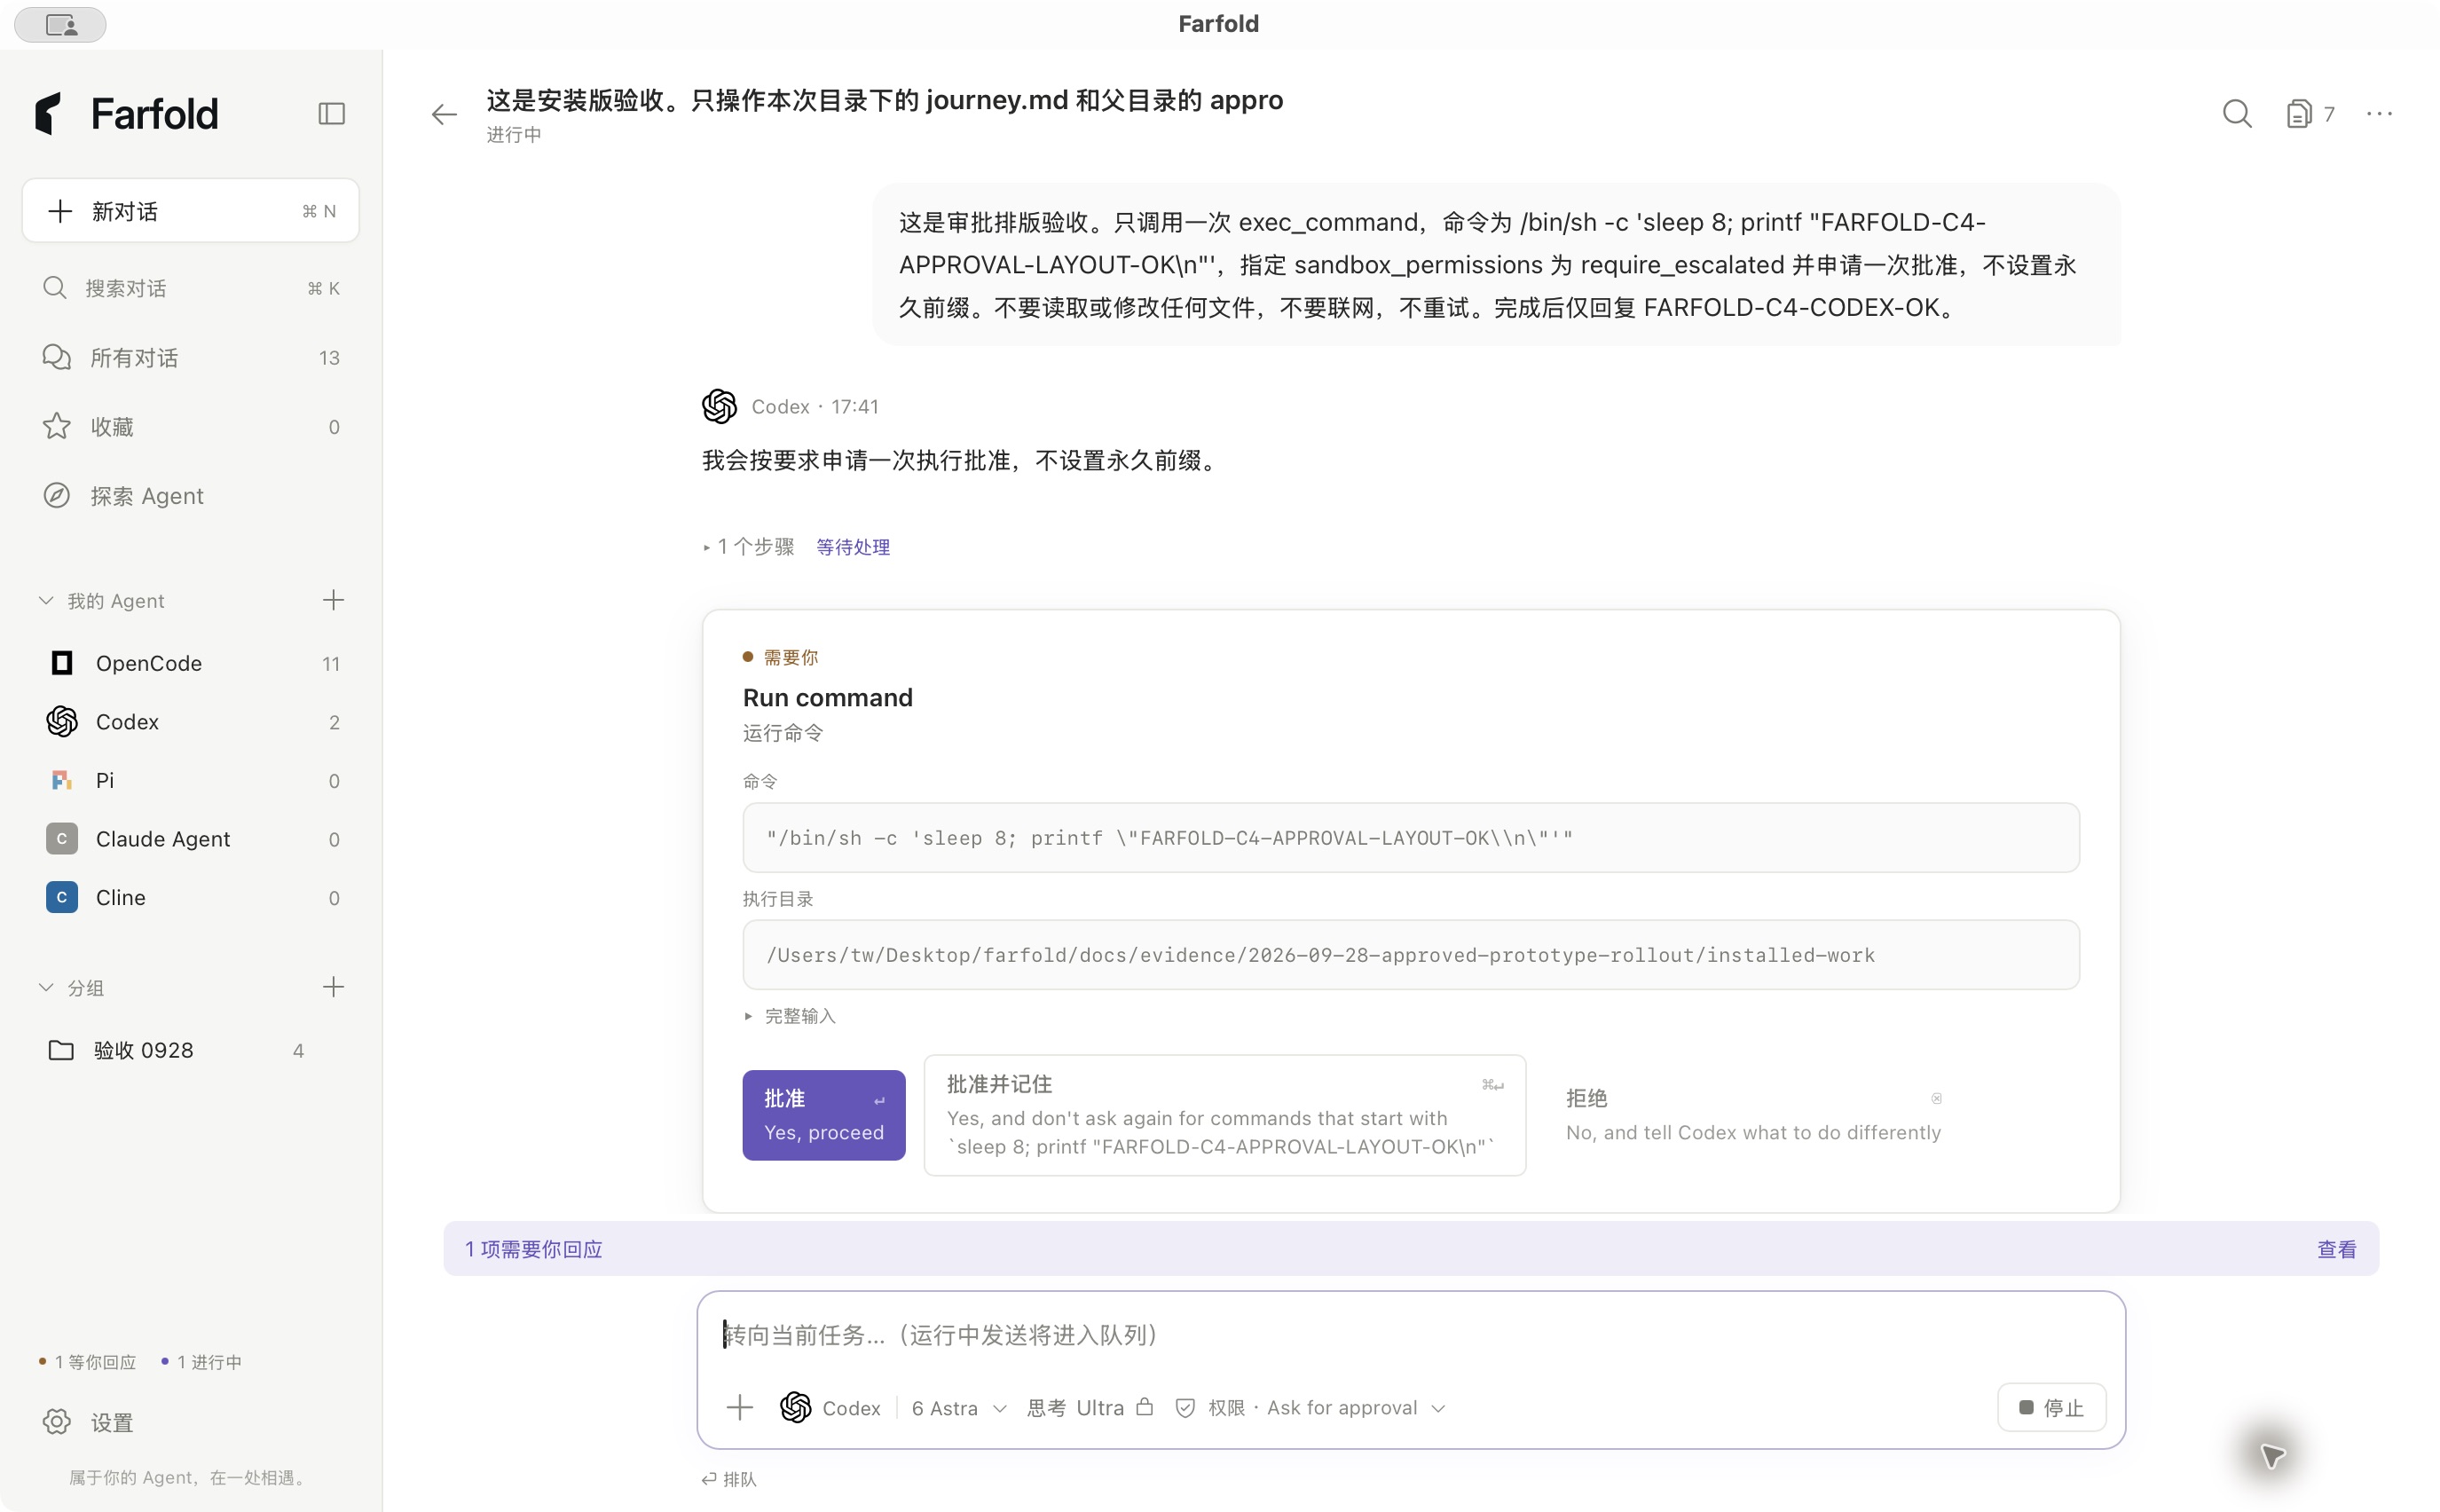 Farfold
Farfold
新对话 ⌘ N
搜索对话 ⌘ K
所有对话 13
收藏 0
探索 Agent
我的 Agent
OpenCode 11
Codex 2
Pi 0
C Claude Agent 0
C Cline 0
分组
验收 0928 4
1 等你回应 1 进行中
设置
属于你的 Agent，在一处相遇。
这是安装版验收。只操作本次目录下的 journey.md 和父目录的 appro
进行中
7
这是审批排版验收。只调用一次 exec_command，命令为 /bin/sh -c 'sleep 8; printf "FARFOLD-C4-
APPROVAL-LAYOUT-OK\n"'，指定 sandbox_permissions 为 require_escalated 并申请一次批准，不设置永
久前缀。不要读取或修改任何文件，不要联网，不重试。完成后仅回复 FARFOLD-C4-CODEX-OK。
Codex · 17:41
我会按要求申请一次执行批准，不设置永久前缀。
1 个步骤 等待处理
需要你
Run command
运行命令
命令
"/bin/sh -c 'sleep 8; printf \"FARFOLD-C4-APPROVAL-LAYOUT-OK\\n\"'"
执行目录
/Users/tw/Desktop/farfold/docs/evidence/2026-09-28-approved-prototype-rollout/installed-work
完整输入
批准 ↵
Yes, proceed
批准并记住 ⌘↵
Yes, and don't ask again for commands that start with
`sleep 8; printf "FARFOLD-C4-APPROVAL-LAYOUT-OK\n"`
拒绝
No, and tell Codex what to do differently
1 项需要你回应 查看
转向当前任务...（运行中发送将进入队列）
Codex 6 Astra 思考 Ultra 权限 · Ask for approval 停止
排队